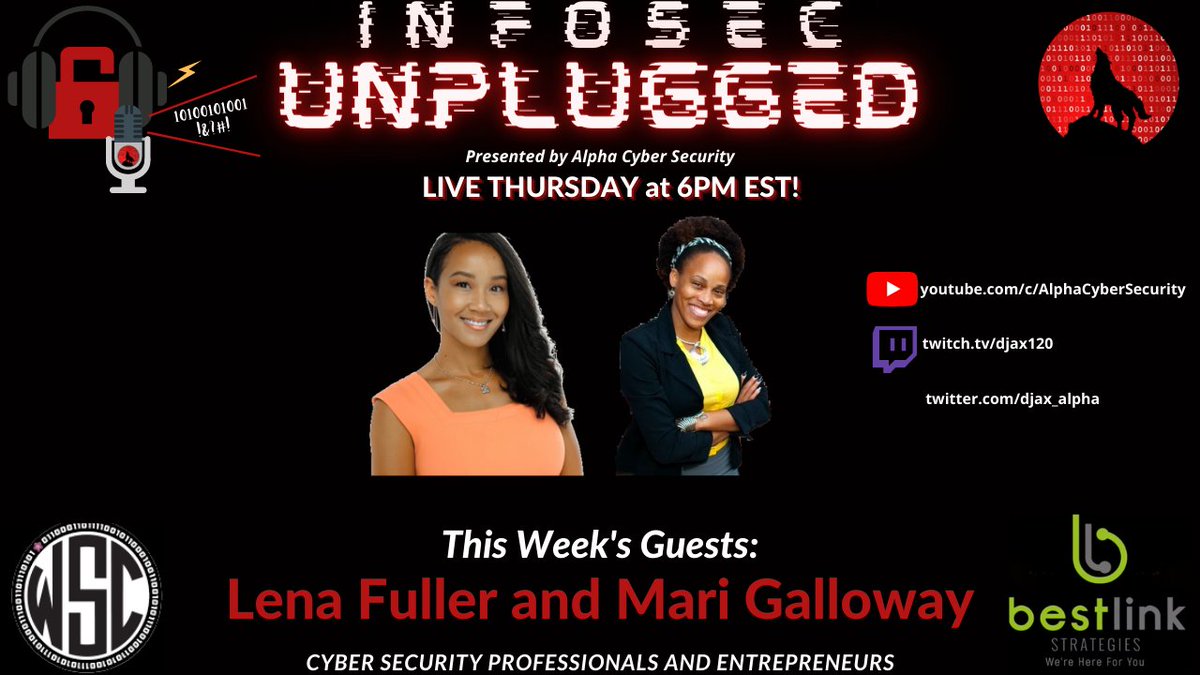 INFOSEC
UNPLUGGED
10100101001
!&?#!
Presented by Alpha Cyber Security
LIVE THURSDAY at 6PM EST!
youtube.com/c/AlphaCyberSecurity
twitch.tv/djax120
twitter.com/djax_alpha
This Week's Guests:
Lena Fuller and Mari Galloway
CYBER SECURITY PROFESSIONALS AND ENTREPRENEURS
WSC
bestlink
STRATEGIES
We're Here For You